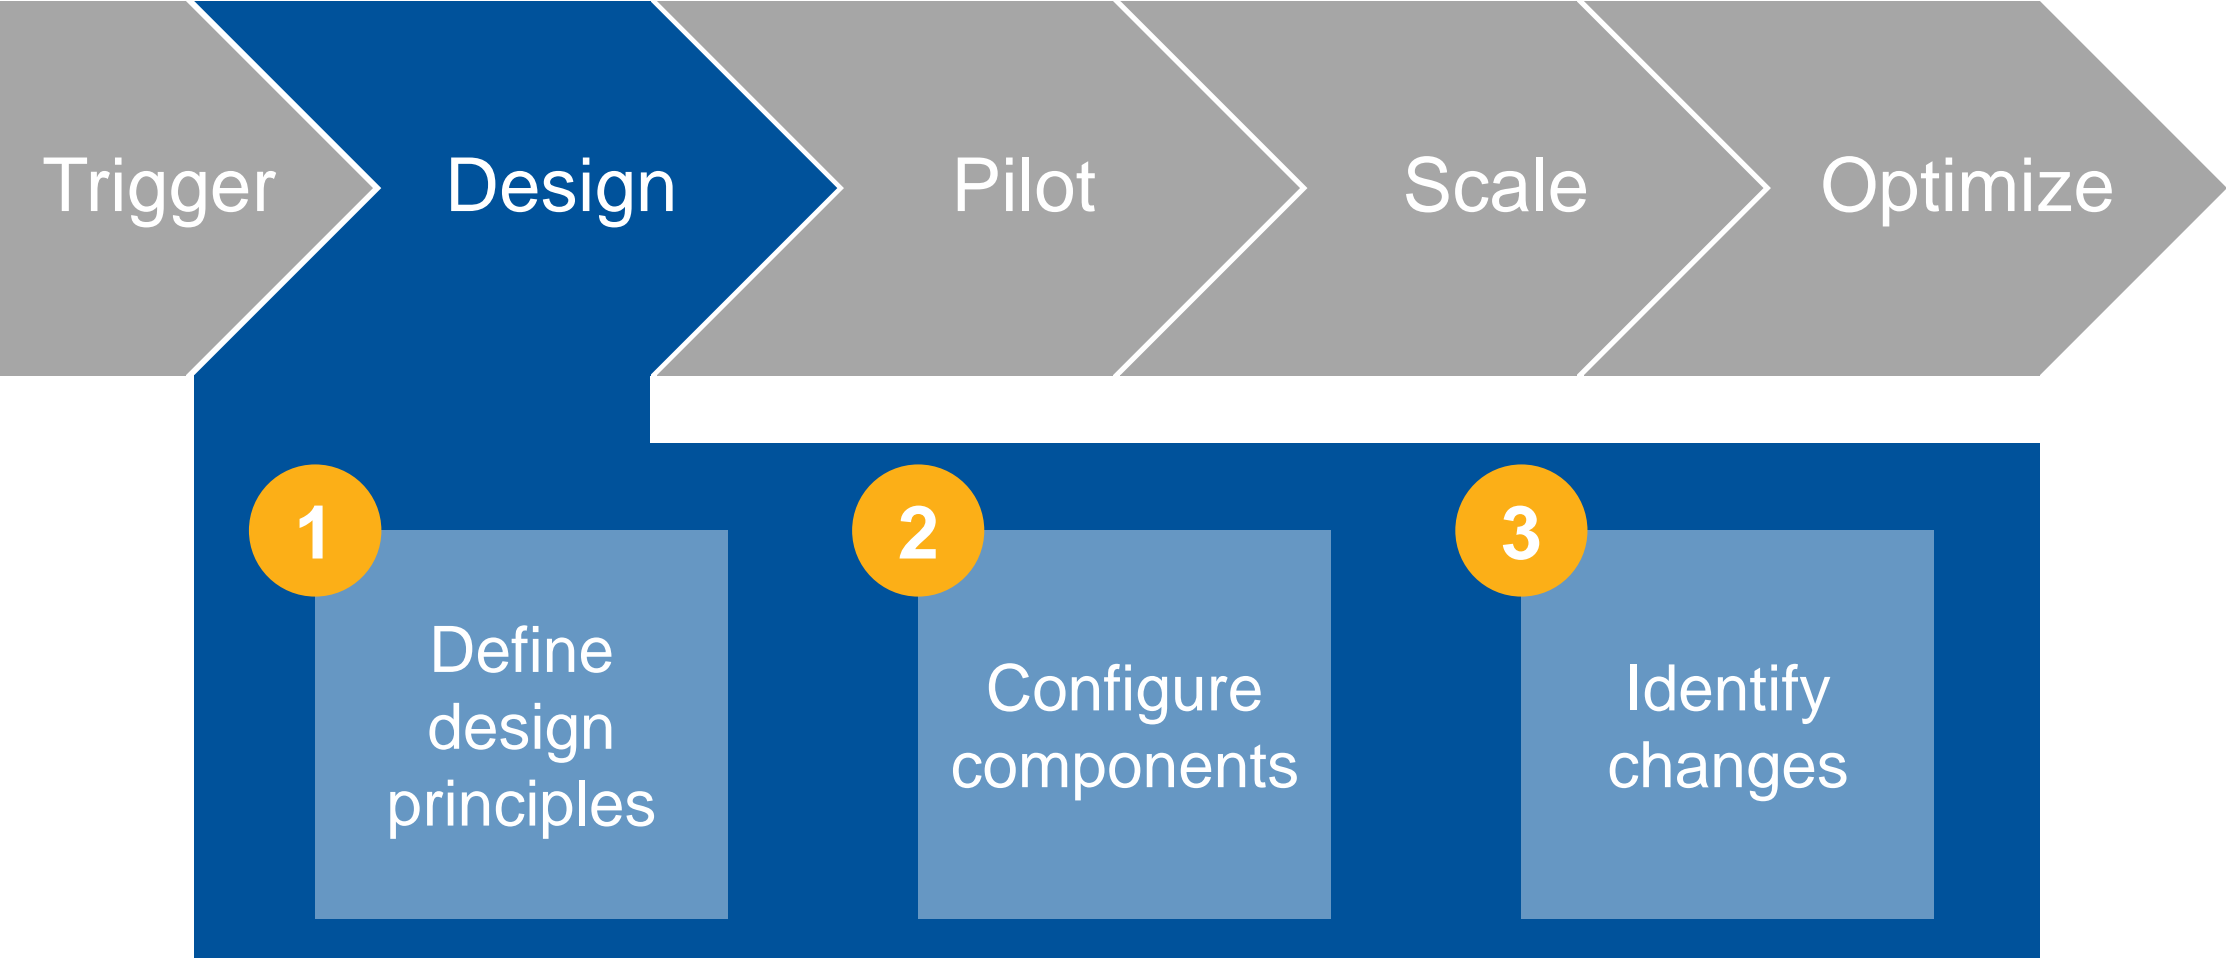 Trigger
Design
Pilot
Scale
Optimize
1
Define
design
principles
2
Configure
components
3
Identify
changes